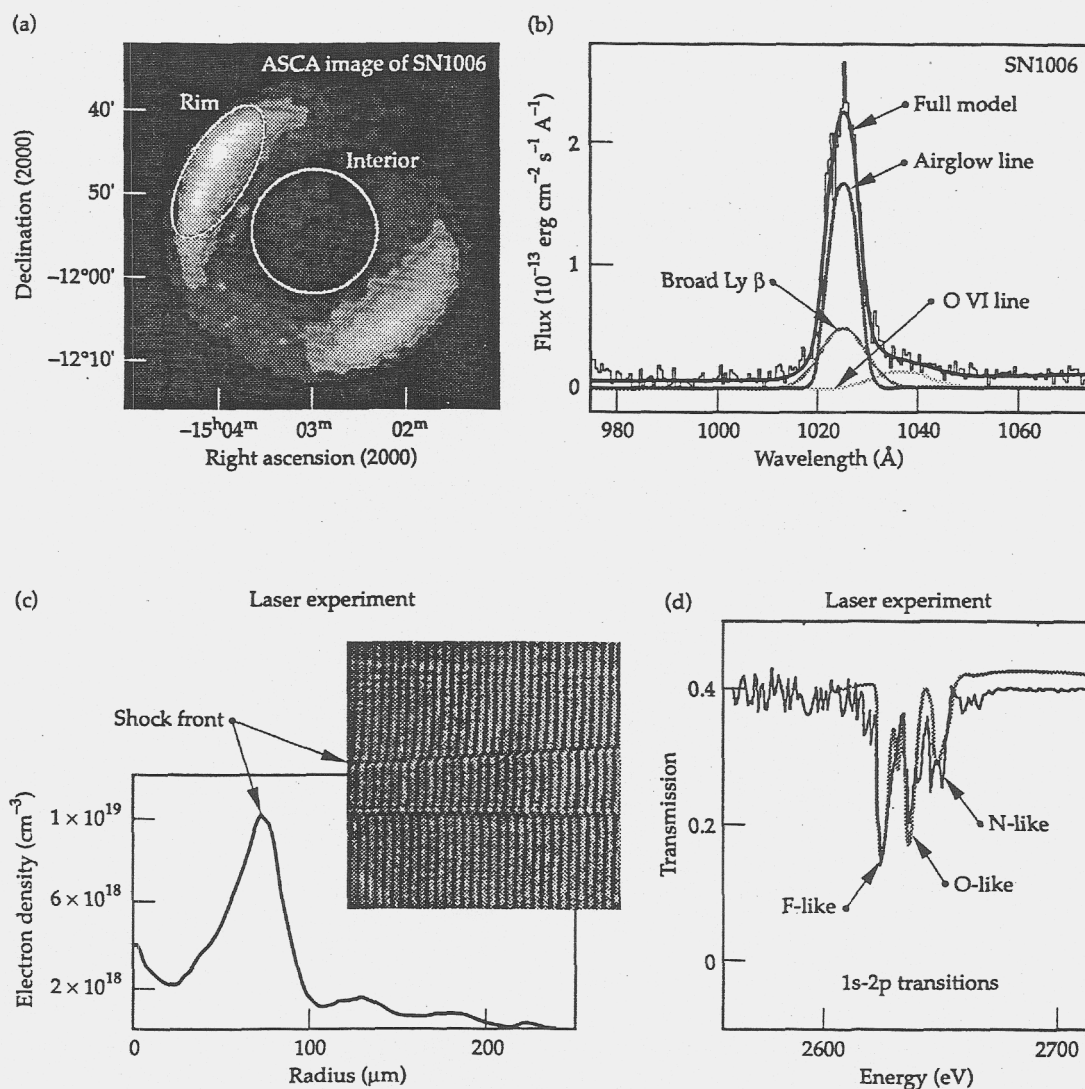 (a)
ASCA image of SN1006
Rim
Interior
40'
50'
−12°00'
−12°10'
Declination (2000)
−15ʰ04ᵐ
03ᵐ
02ᵐ
Right ascension (2000)
(b)
SN1006
Full model
Airglow line
Broad Ly β
O VI line
2
1
0
Flux (10⁻¹³ erg cm⁻² s⁻¹ A⁻¹)
980
1000
1020
1040
1060
Wavelength (Å)
(c)
Laser experiment
Shock front
1 × 10¹⁹
6 × 10¹⁸
2 × 10¹⁸
Electron density (cm⁻³)
0
100
200
Radius (μm)
(d)
Laser experiment
0.4
0.2
0
Transmission
N-like
O-like
F-like
1s-2p transitions
2600
2700
Energy (eV)